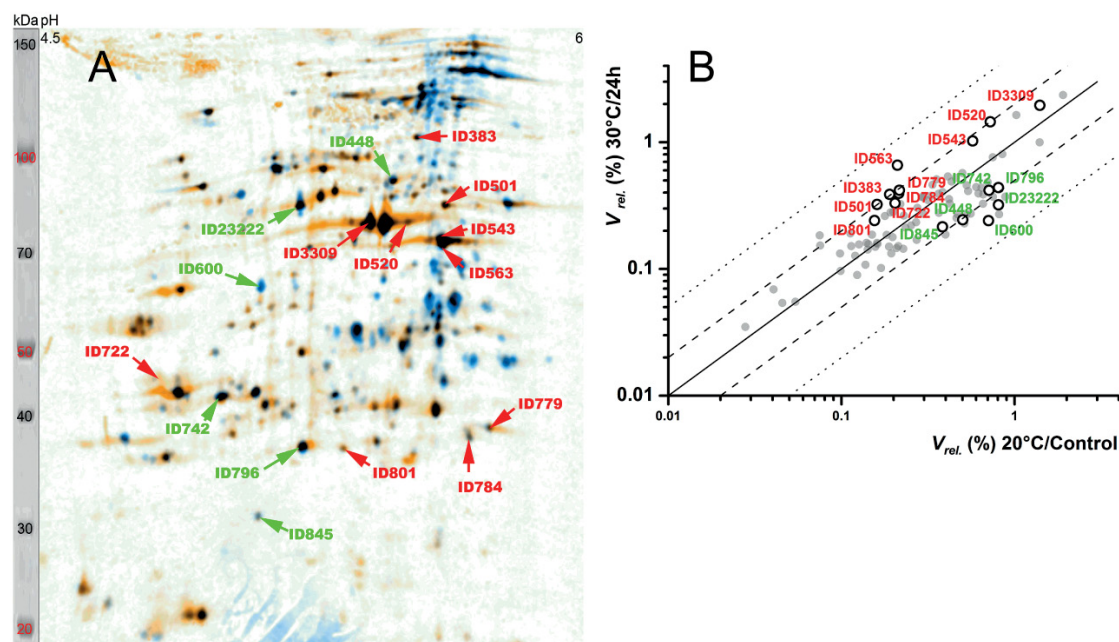 kDa pH
4.5
6
150
A
ID383
ID448
100
ID501
ID23222
ID543
ID3309
ID520
70
ID563
ID600
50
ID722
ID779
40
ID742
ID796
ID801
ID784
30
ID845
20
B
V rel. (%) 30°C/24h
1
0.1
0.01
ID3309
ID520
ID543
ID563
ID779
ID742
ID796
ID383
ID784
ID501
ID722
ID448
ID23222
ID801
ID845
ID600
0.01
0.1
1
V rel. (%) 20°C/Control